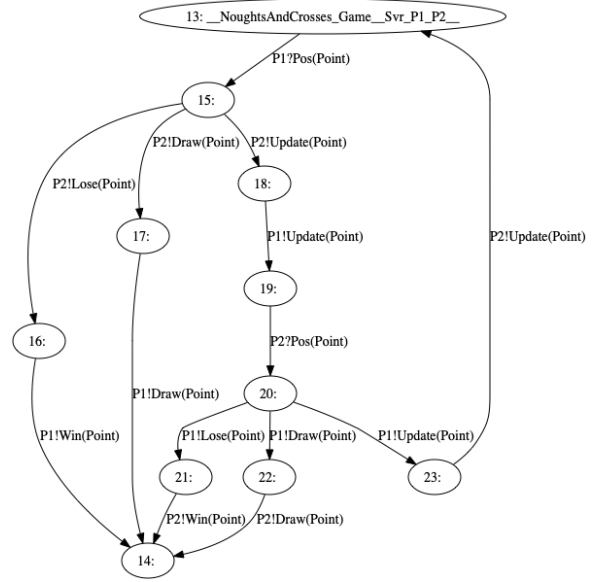 13: __NoughtsAndCrosses_Game__Svr_P1_P2__
P1?Pos(Point)
15:
P2!Draw(Point)
P2!Update(Point)
P2!Lose(Point)
18:
17:
P1!Update(Point)
P2!Update(Point)
19:
16:
P2?Pos(Point)
P1!Draw(Point)
20:
P1!Win(Point)
P1!Lose(Point)
P1!Draw(Point)
P1!Update(Point)
21:
22:
23:
P2!Win(Point)
P2!Draw(Point)
14: